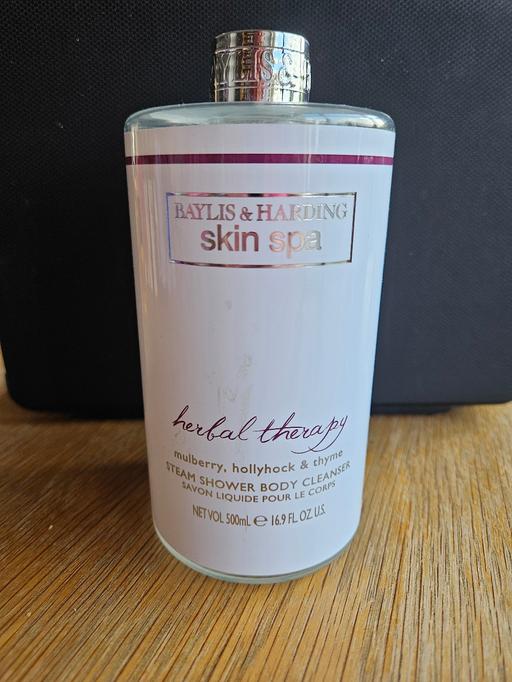 BAYLIS & HARDING
skin spa
herbal therapy
mulberry, hollyhock & thyme
STEAM SHOWER BODY CLEANSER
SAVON LIQUIDE POUR LE CORPS
NET VOL 500mL ℮ 16.9 FL. OZ. U.S.